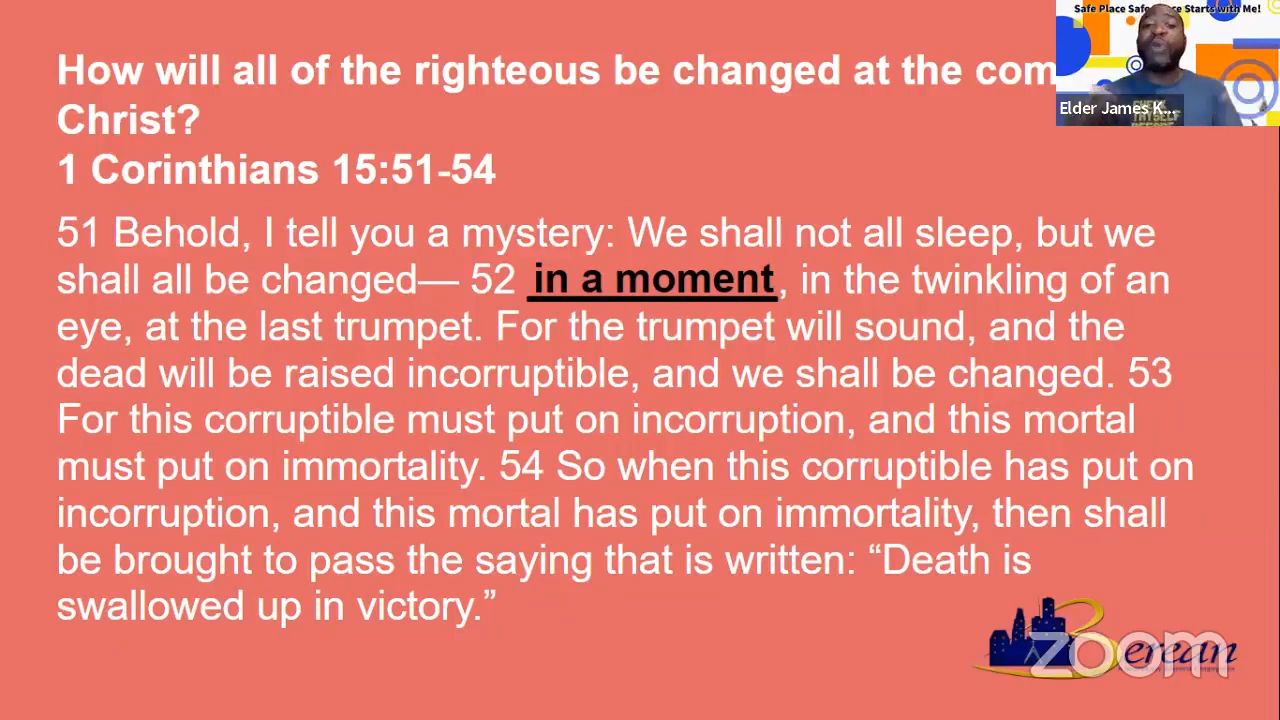 Safe Place Safe Starts with Me!
How will all of the righteous be changed at the com
Christ?
1 Corinthians 15:51-54
Elder James K...
51 Behold, I tell you a mystery: We shall not all sleep, but we
shall all be changed— 52 in a moment, in the twinkling of an
eye, at the last trumpet. For the trumpet will sound, and the
dead will be raised incorruptible, and we shall be changed. 53
For this corruptible must put on incorruption, and this mortal
must put on immortality. 54 So when this corruptible has put on
incorruption, and this mortal has put on immortality, then shall
be brought to pass the saying that is written: “Death is
swallowed up in victory.”
Berean
zoom